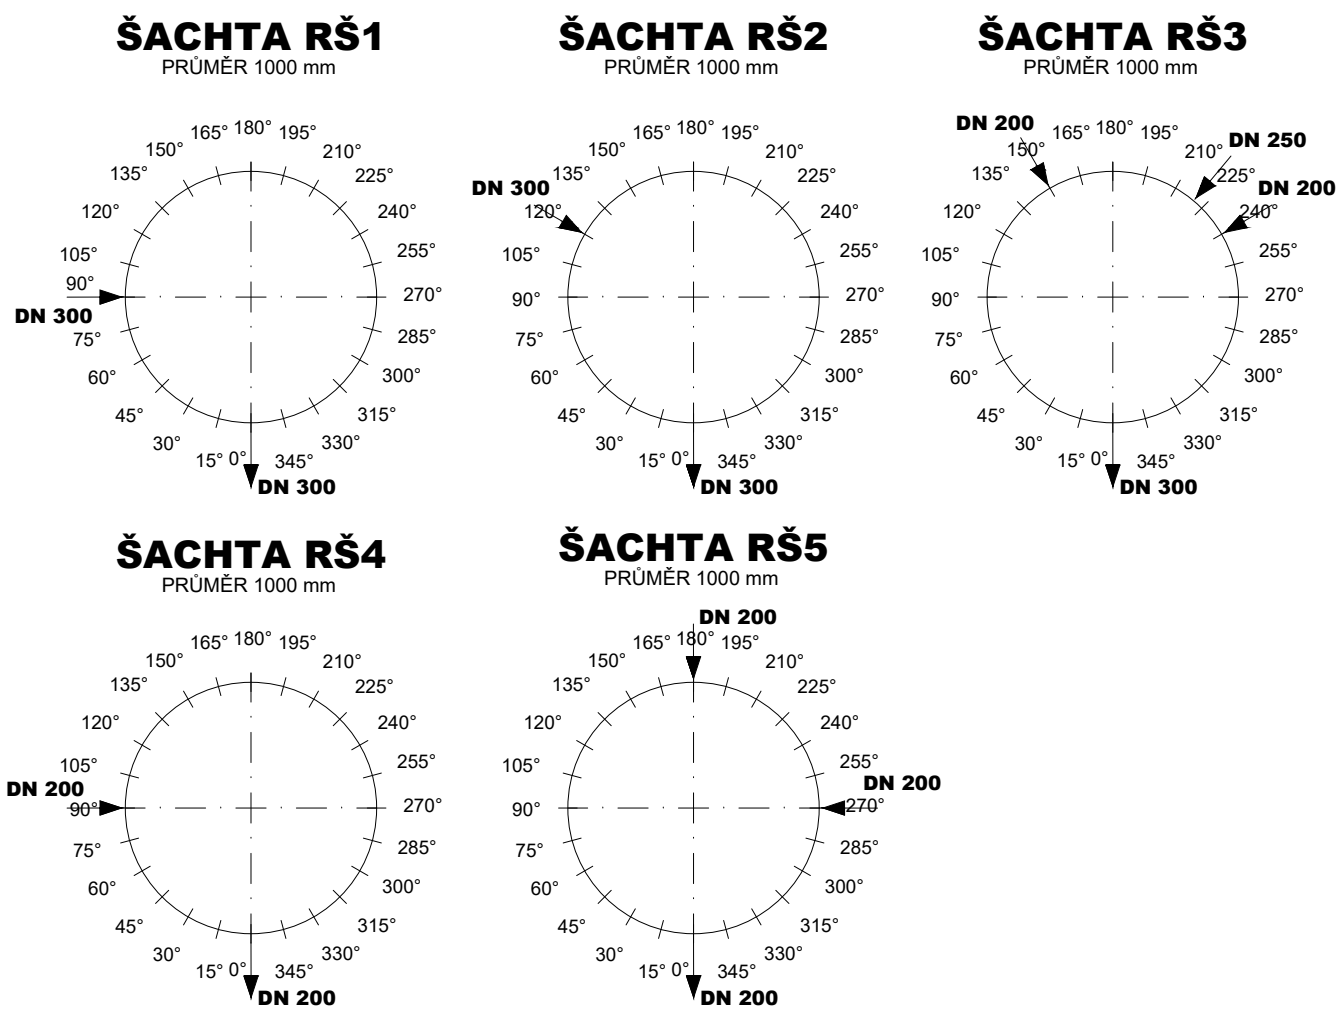 ŠACHTA RŠ1
PRŮMĚR 1000 mm
165° 180° 195°
150° 210°
135° 225°
120° 240°
105° 255°
90° 270°
DN 300
75° 285°
60° 300°
45° 315°
30° 330°
15° 0° 345°
DN 300
ŠACHTA RŠ2
PRŮMĚR 1000 mm
165° 180° 195°
150° 210°
135° 225°
DN 300
120° 240°
105° 255°
90° 270°
75° 285°
60° 300°
45° 315°
30° 330°
15° 0° 345°
DN 300
ŠACHTA RŠ3
PRŮMĚR 1000 mm
DN 200
165° 180° 195°
DN 250
150° 210°
135° 225°
DN 200
120° 240°
105° 255°
90° 270°
75° 285°
60° 300°
45° 315°
30° 330°
15° 0° 345°
DN 300
ŠACHTA RŠ4
PRŮMĚR 1000 mm
165° 180° 195°
150° 210°
135° 225°
120° 240°
105° 255°
DN 200
90° 270°
75° 285°
60° 300°
45° 315°
30° 330°
15° 0° 345°
DN 200
ŠACHTA RŠ5
PRŮMĚR 1000 mm
DN 200
165° 180° 195°
150° 210°
135° 225°
120° 240°
105° 255°
DN 200
90° 270°
75° 285°
60° 300°
45° 315°
30° 330°
15° 0° 345°
DN 200